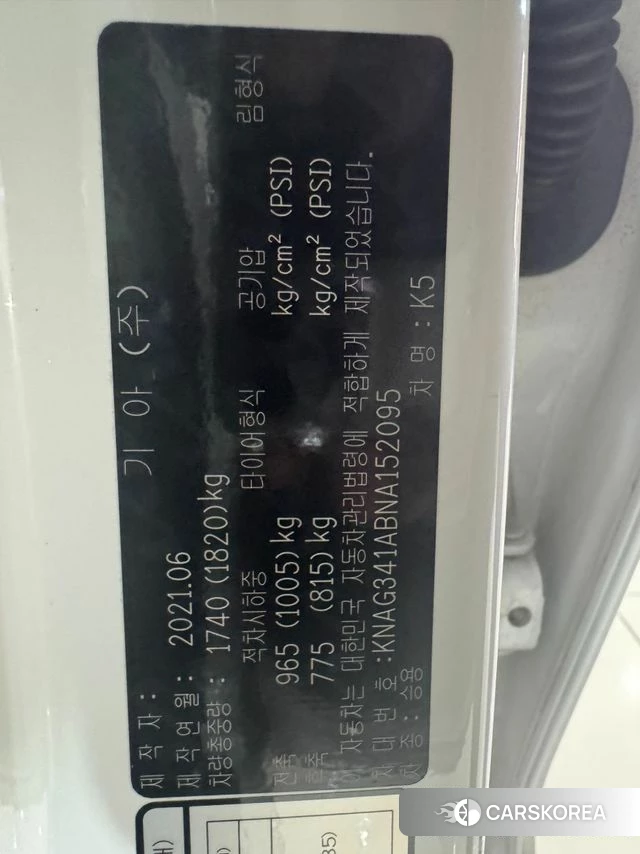 제 작 자 : 기 아 (주)
제 작 연 월 : 2021.06
차량총중량 : 1740 (1820)kg
적차시하중 타이어형식 공기압 림형식
전축 965 (1005) kg kg/cm² (PSI)
후축 775 (815) kg kg/cm² (PSI)
이 자동차는 대한민국 자동차관리법령에 적합하게 제작되었습니다.
차 대 번 호 :KNAG341ABNA152095
차 종 : 승용 차 명 :K5
CARSKOREA